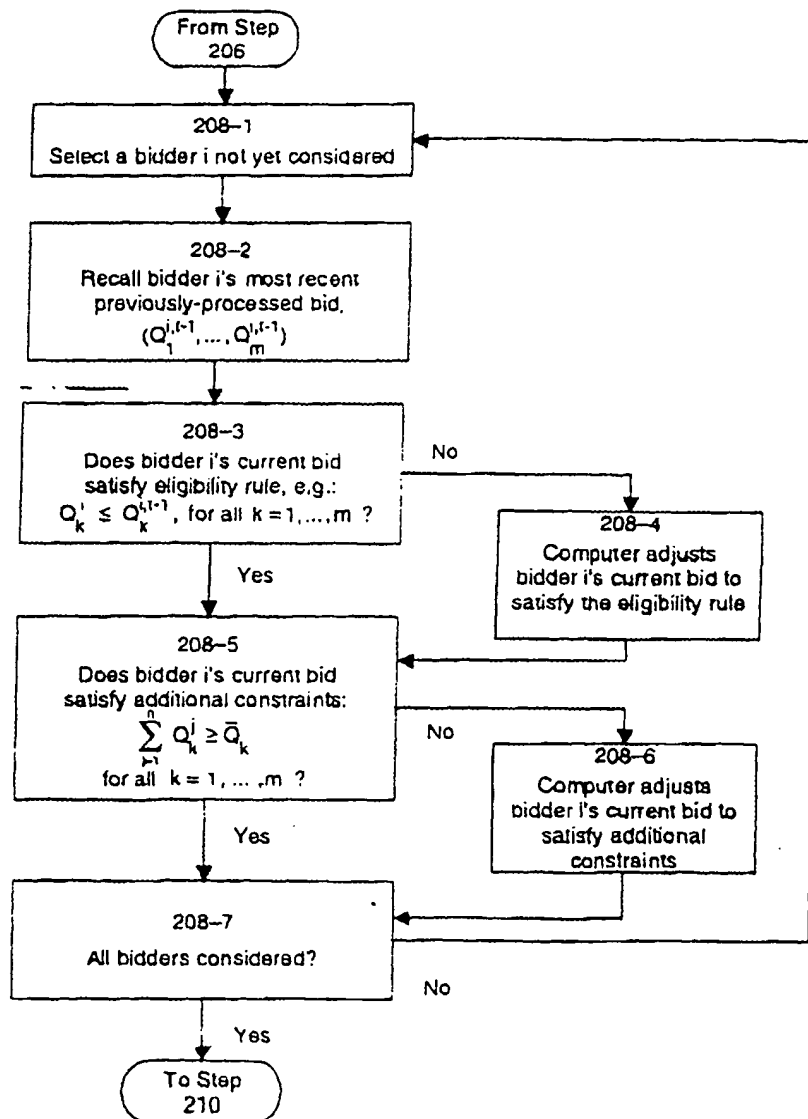 From Step
206
208-1
Select a bidder i not yet considered
208-2
Recall bidder i's most recent
previously-processed bid,
(Q₁^{i,t-1}, ..., Q_m^{i,t-1})
208-3
Does bidder i's current bid
satisfy eligibility rule, e.g.:
Q_k^i ≤ Q_k^{i,t-1}, for all k = 1, ..., m ?
No
208-4
Computer adjusts
bidder i's current bid to
satisfy the eligibility rule
Yes
208-5
Does bidder i's current bid
satisfy additional constraints:
∑_{j=1}^n Q_k^j ≥ Q̄_k
for all k = 1, ... ,m ?
No
208-6
Computer adjusts
bidder i's current bid to
satisfy additional
constraints
Yes
208-7
All bidders considered?
No
Yes
To Step
210